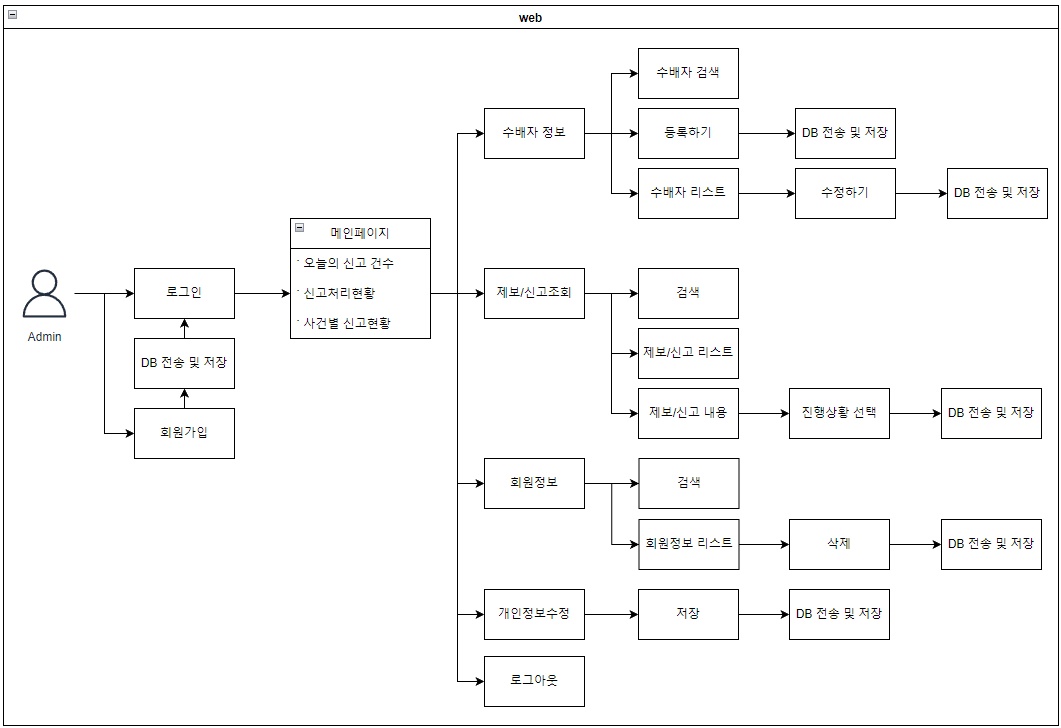 web
수배자 검색
수배자 정보
등록하기
DB 전송 및 저장
수배자 리스트
수정하기
DB 전송 및 저장
메인페이지
· 오늘의 신고 건수
· 신고처리현황
· 사건별 신고현황
Admin
로그인
DB 전송 및 저장
회원가입
제보/신고조회
검색
제보/신고 리스트
제보/신고 내용
진행상황 선택
DB 전송 및 저장
회원정보
검색
회원정보 리스트
삭제
DB 전송 및 저장
개인정보수정
저장
DB 전송 및 저장
로그아웃